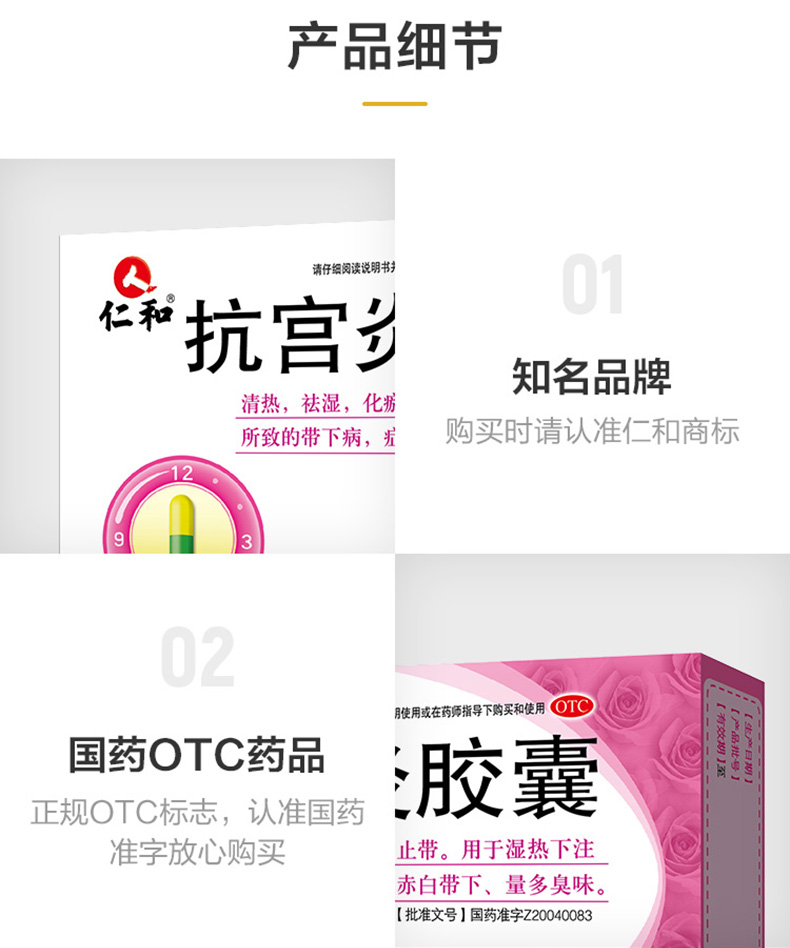 产品细节
仁和®
请仔细阅读说明书
抗宫炎
清热，祛湿，化瘀
所致的带下病，症
12
9
3
01
知名品牌
购买时请认准仁和商标
02
国药OTC药品
正规OTC标志，认准国药
准字放心购买
明使用或在药师指导下购买和使用 OTC
炎胶囊
止带。用于湿热下注
赤白带下、量多臭味。
【批准文号】国药准字Z20040083
【生产日期】
【产品批号】
【有效期】至